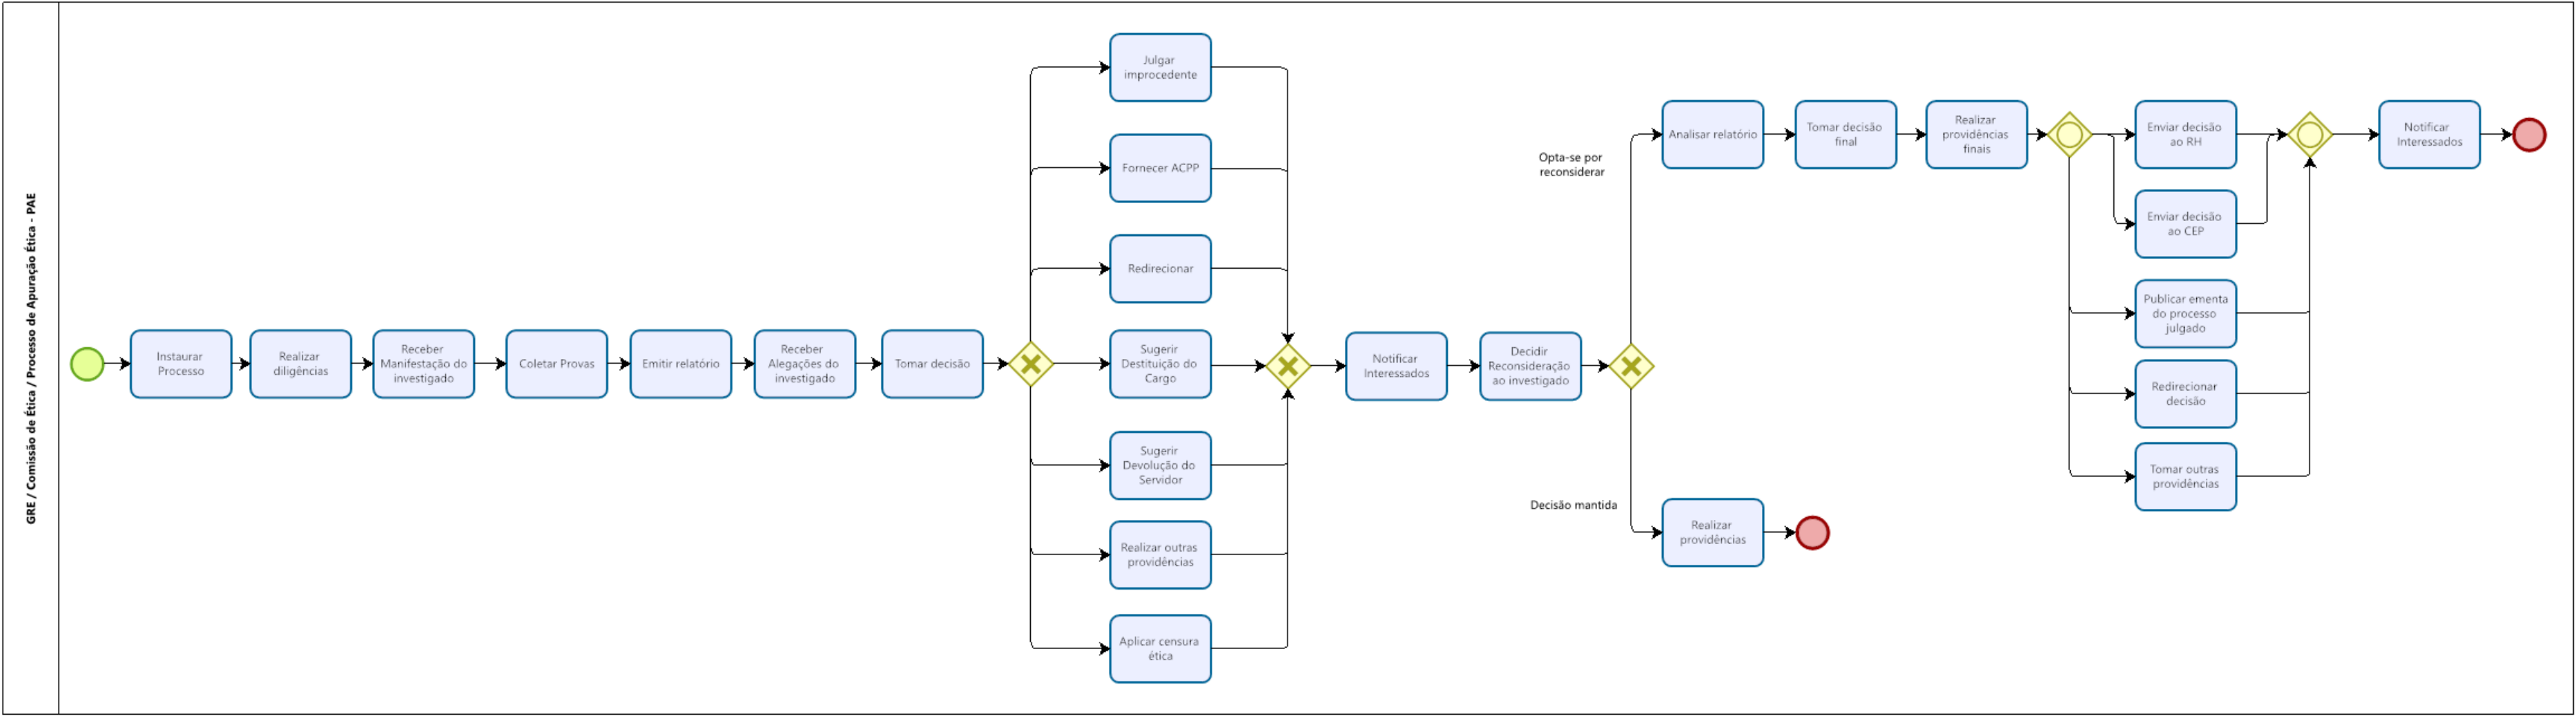 GRE / Comissão de Ética / Processo de Apuração Ética - PAE
Instaurar
Processo
Realizar
diligências
Receber
Manifestação do
investigado
Coletar Provas
Emitir relatório
Receber
Alegações do
investigado
Tomar decisão
Julgar
improcedente
Fornecer ACPP
Redirecionar
Sugerir
Destituição do
Cargo
Sugerir
Devolução do
Servidor
Realizar outras
providências
Aplicar censura
ética
Notificar
Interessados
Decidir
Reconsideração
ao investigado
Opta-se por
reconsiderar
Analisar relatório
Tomar decisão
final
Realizar
providências
finais
Enviar decisão
ao RH
Enviar decisão
ao CEP
Publicar ementa
do processo
julgado
Redirecionar
decisão
Tomar outras
providências
Notificar
Interessados
Decisão mantida
Realizar
providências